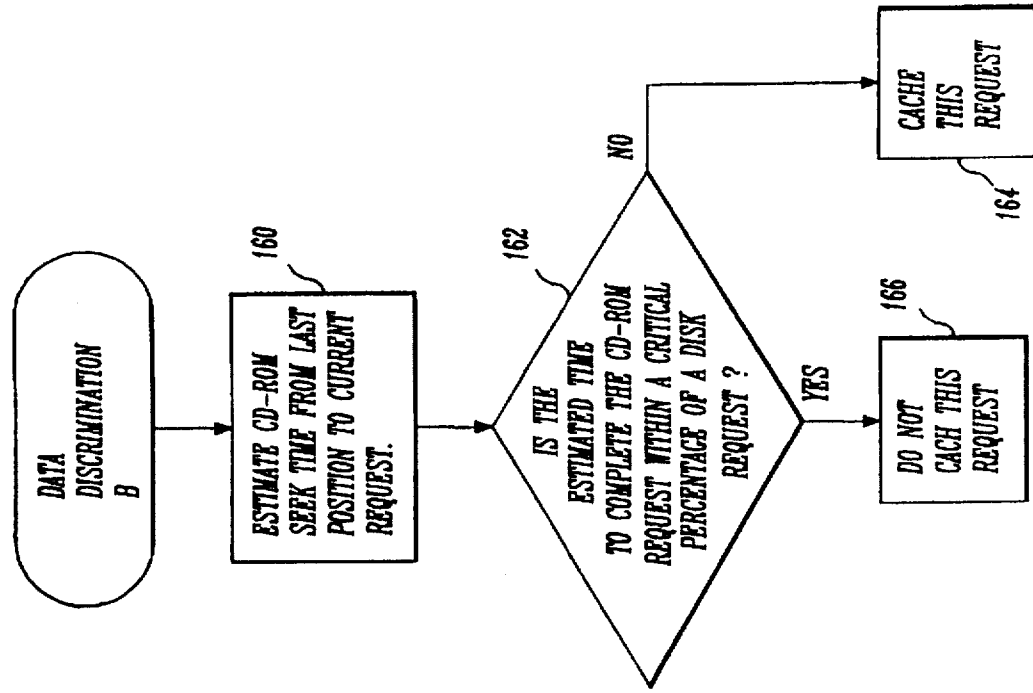 DATA
DISCRIMINATION
B
160
ESTIMATE CD-ROM
SEEK TIME FROM LAST
POSITION TO CURRENT
REQUEST.
162
IS THE
ESTIMATED TIME
TO COMPLETE THE CD-ROM
REQUEST WITHIN A CRITICAL
PERCENTAGE OF A DISK
REQUEST ?
NO
YES
166
DO NOT
CACH THIS
REQUEST
CACHE
THIS
REQUEST
164